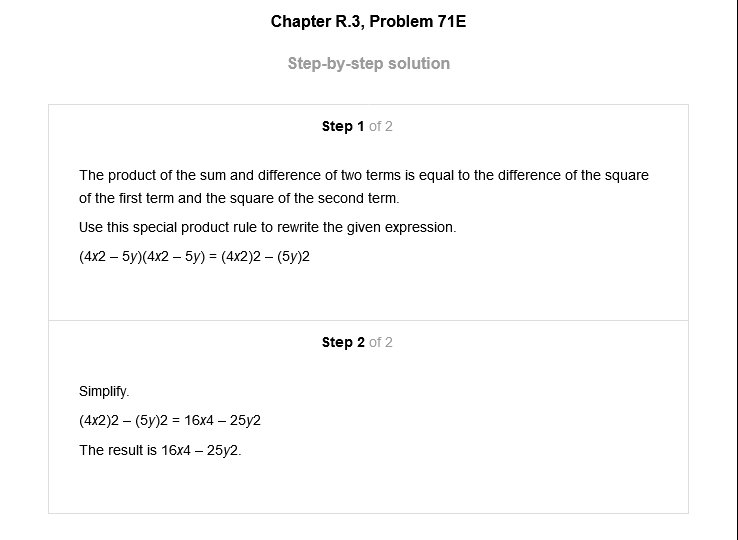 Chapter R.3, Problem 71E
Step-by-step solution
Step 1 of 2
The product of the sum and difference of two terms is equal to the difference of the square
of the first term and the square of the second term.
Use this special product rule to rewrite the given expression.
(4x2 – 5y)(4x2 – 5y) = (4x2)2 – (5y)2
Step 2 of 2
Simplify.
(4x2)2 – (5y)2 = 16x4 – 25y2
The result is 16x4 – 25y2.